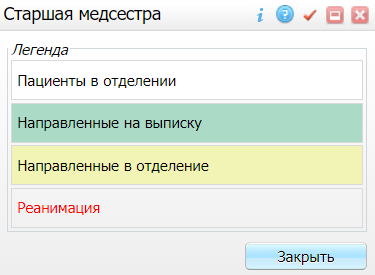 Старшая медсестра
Легенда
Пациенты в отделении
Направленные на выписку
Направленные в отделение
Реанимация
Закрыть